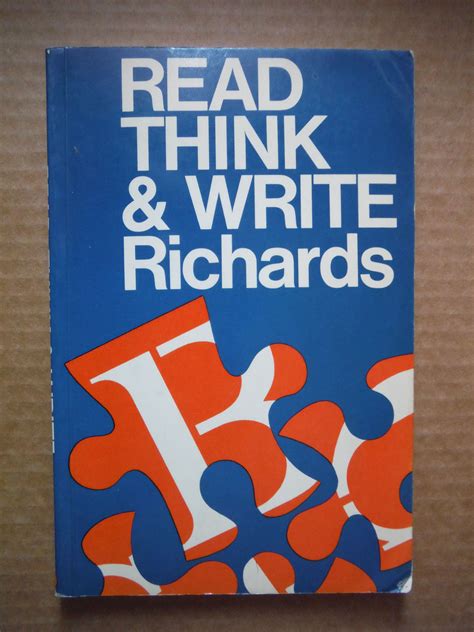 READ
THINK
& WRITE
Richards